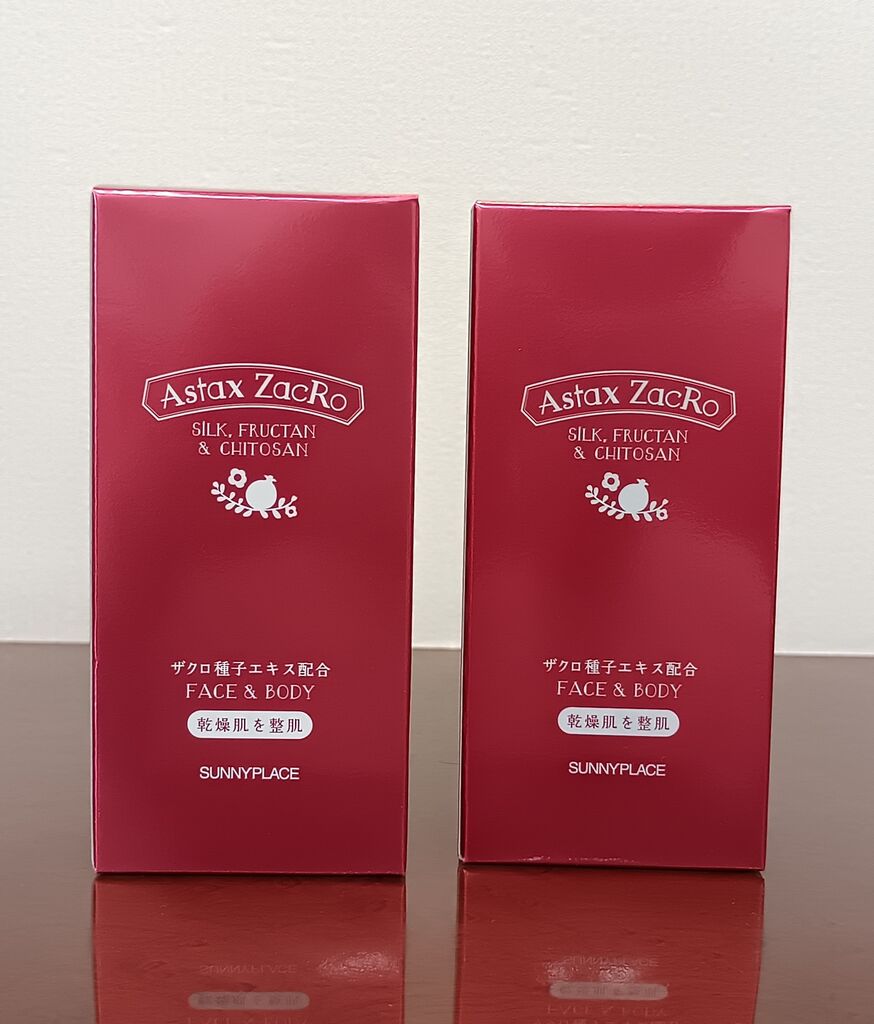 Astax ZacRo
SILK, FRUCTAN
& CHITOSAN
ザクロ種子エキス配合
FACE & BODY
乾燥肌を整肌
SUNNYPLACE
Astax ZacRo
SILK, FRUCTAN
& CHITOSAN
ザクロ種子エキス配合
FACE & BODY
乾燥肌を整肌
SUNNYPLACE